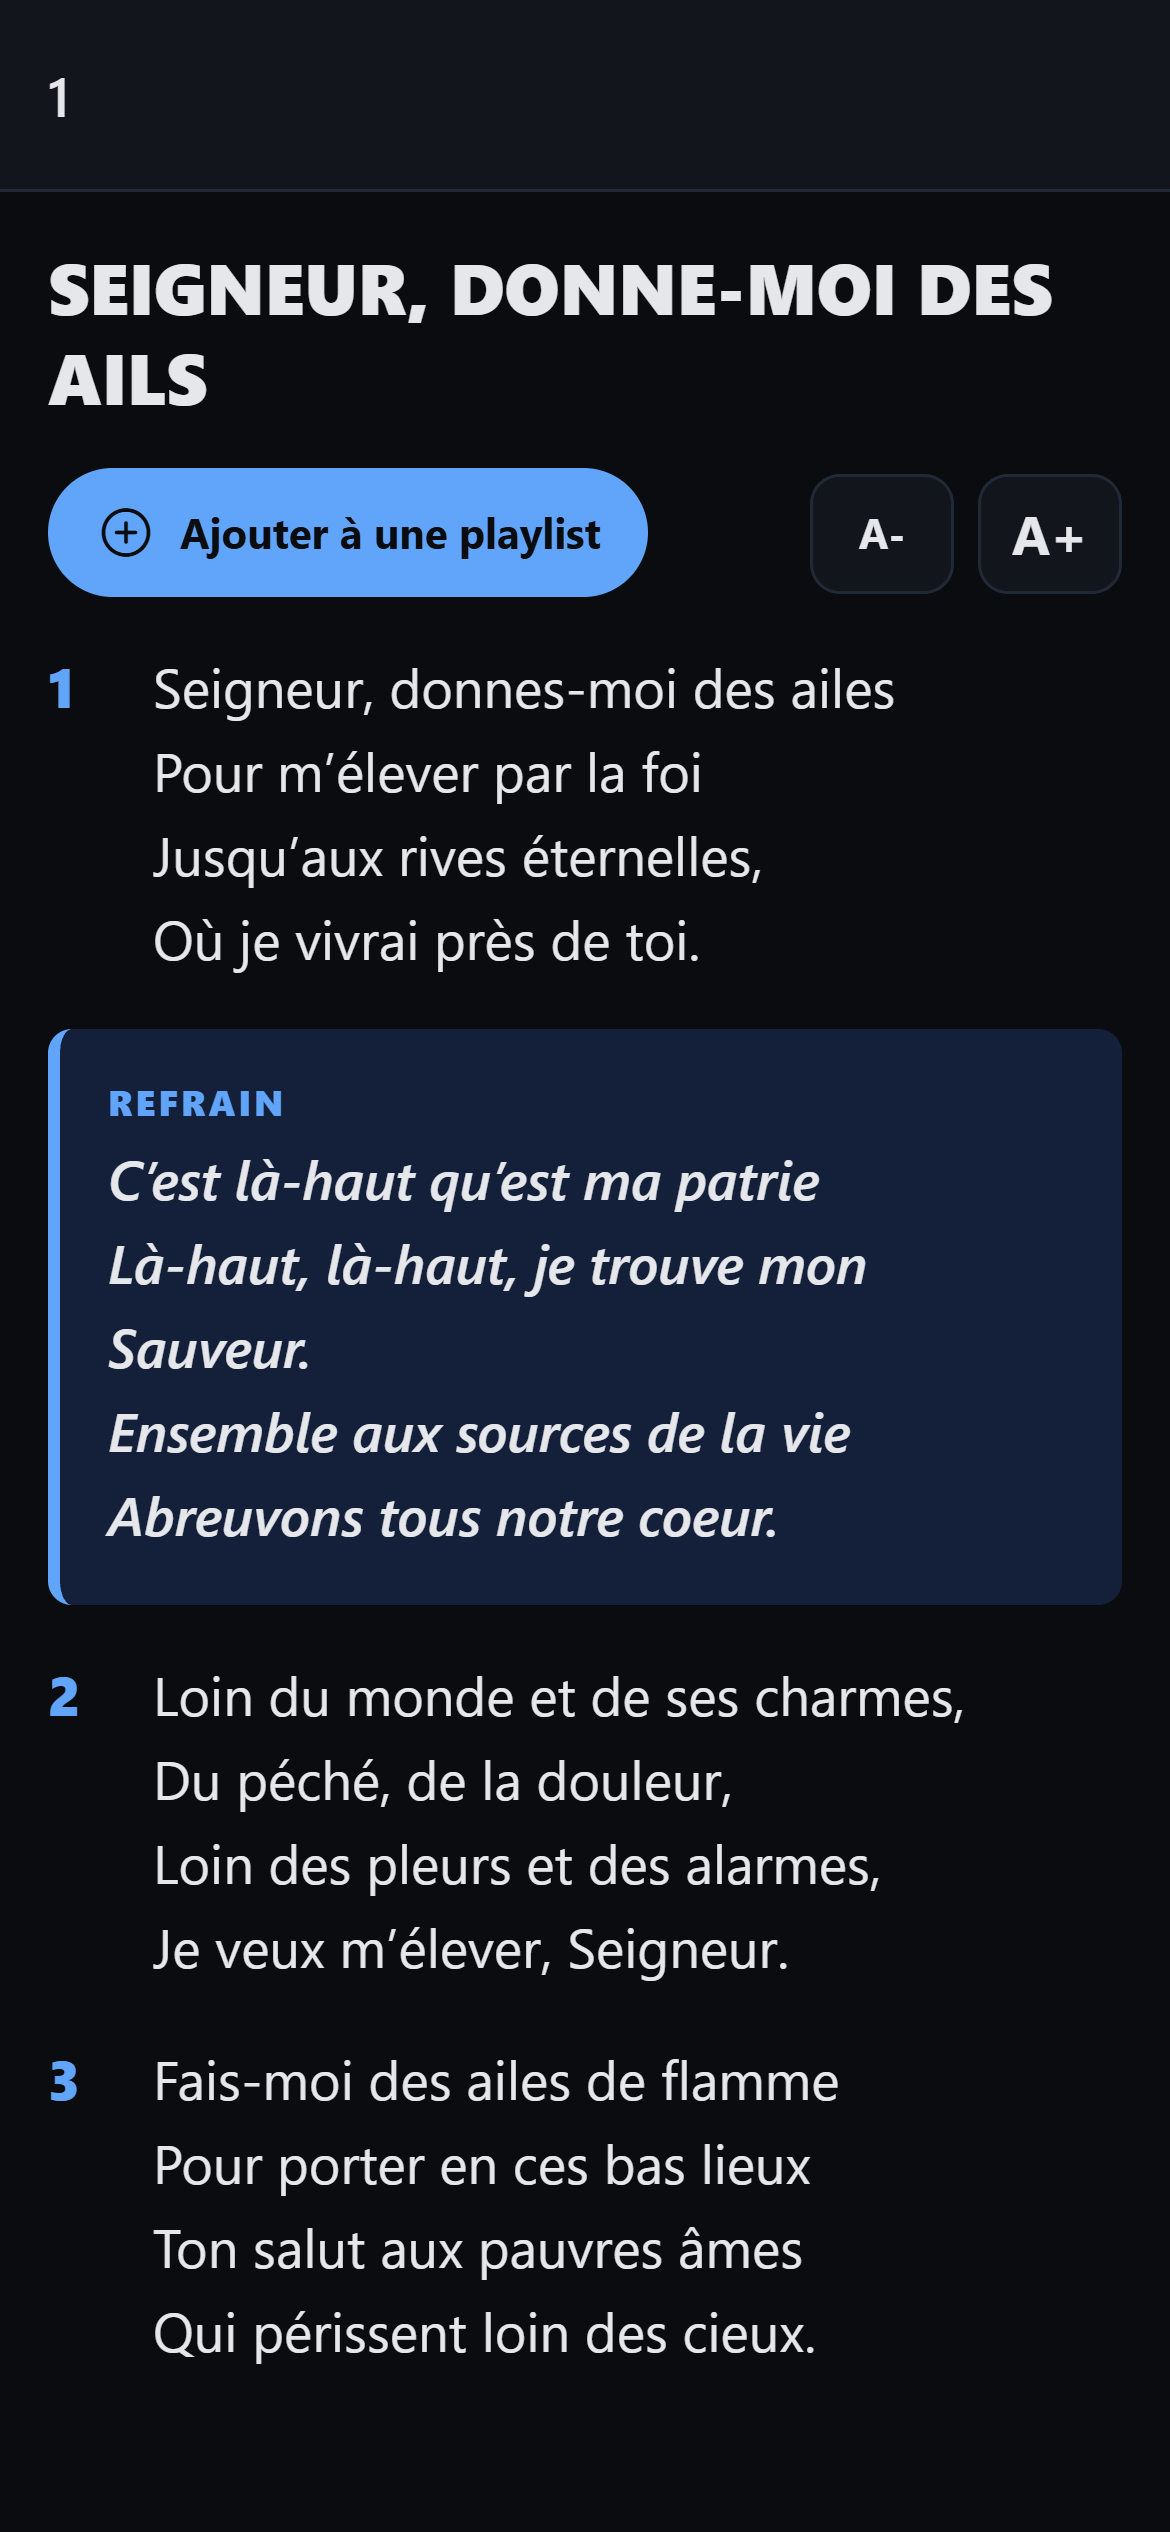 1
SEIGNEUR, DONNE-MOI DES
AILS
Ajouter à une playlist
A-
A+
1
Seigneur, donnes-moi des ailes
Pour m’élever par la foi
Jusqu’aux rives éternelles,
Où je vivrai près de toi.
REFRAIN
C’est là-haut qu’est ma patrie
Là-haut, là-haut, je trouve mon
Sauveur.
Ensemble aux sources de la vie
Abreuvons tous notre coeur.
2
Loin du monde et de ses charmes,
Du péché, de la douleur,
Loin des pleurs et des alarmes,
Je veux m’élever, Seigneur.
3
Fais-moi des ailes de flamme
Pour porter en ces bas lieux
Ton salut aux pauvres âmes
Qui périssent loin des cieux.